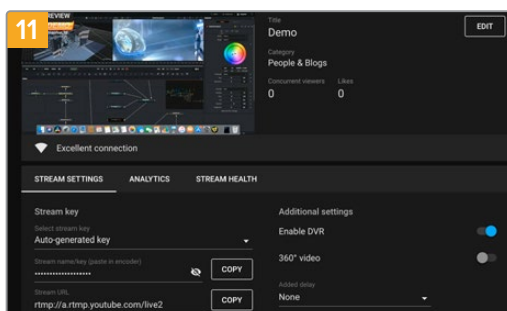 11
PREVIEW
Title
Demo
EDIT
Category
People & Blogs
Concurrent viewers Likes
0 0
Excellent connection
STREAM SETTINGS ANALYTICS STREAM HEALTH
Stream key
Select stream key
Auto-generated key
Stream name/key (paste in encoder)
••••••••••••••••••• COPY
Stream URL
rtmp://a.rtmp.youtube.com/live2 COPY
Additional settings
Enable DVR
360° video
Added delay
None